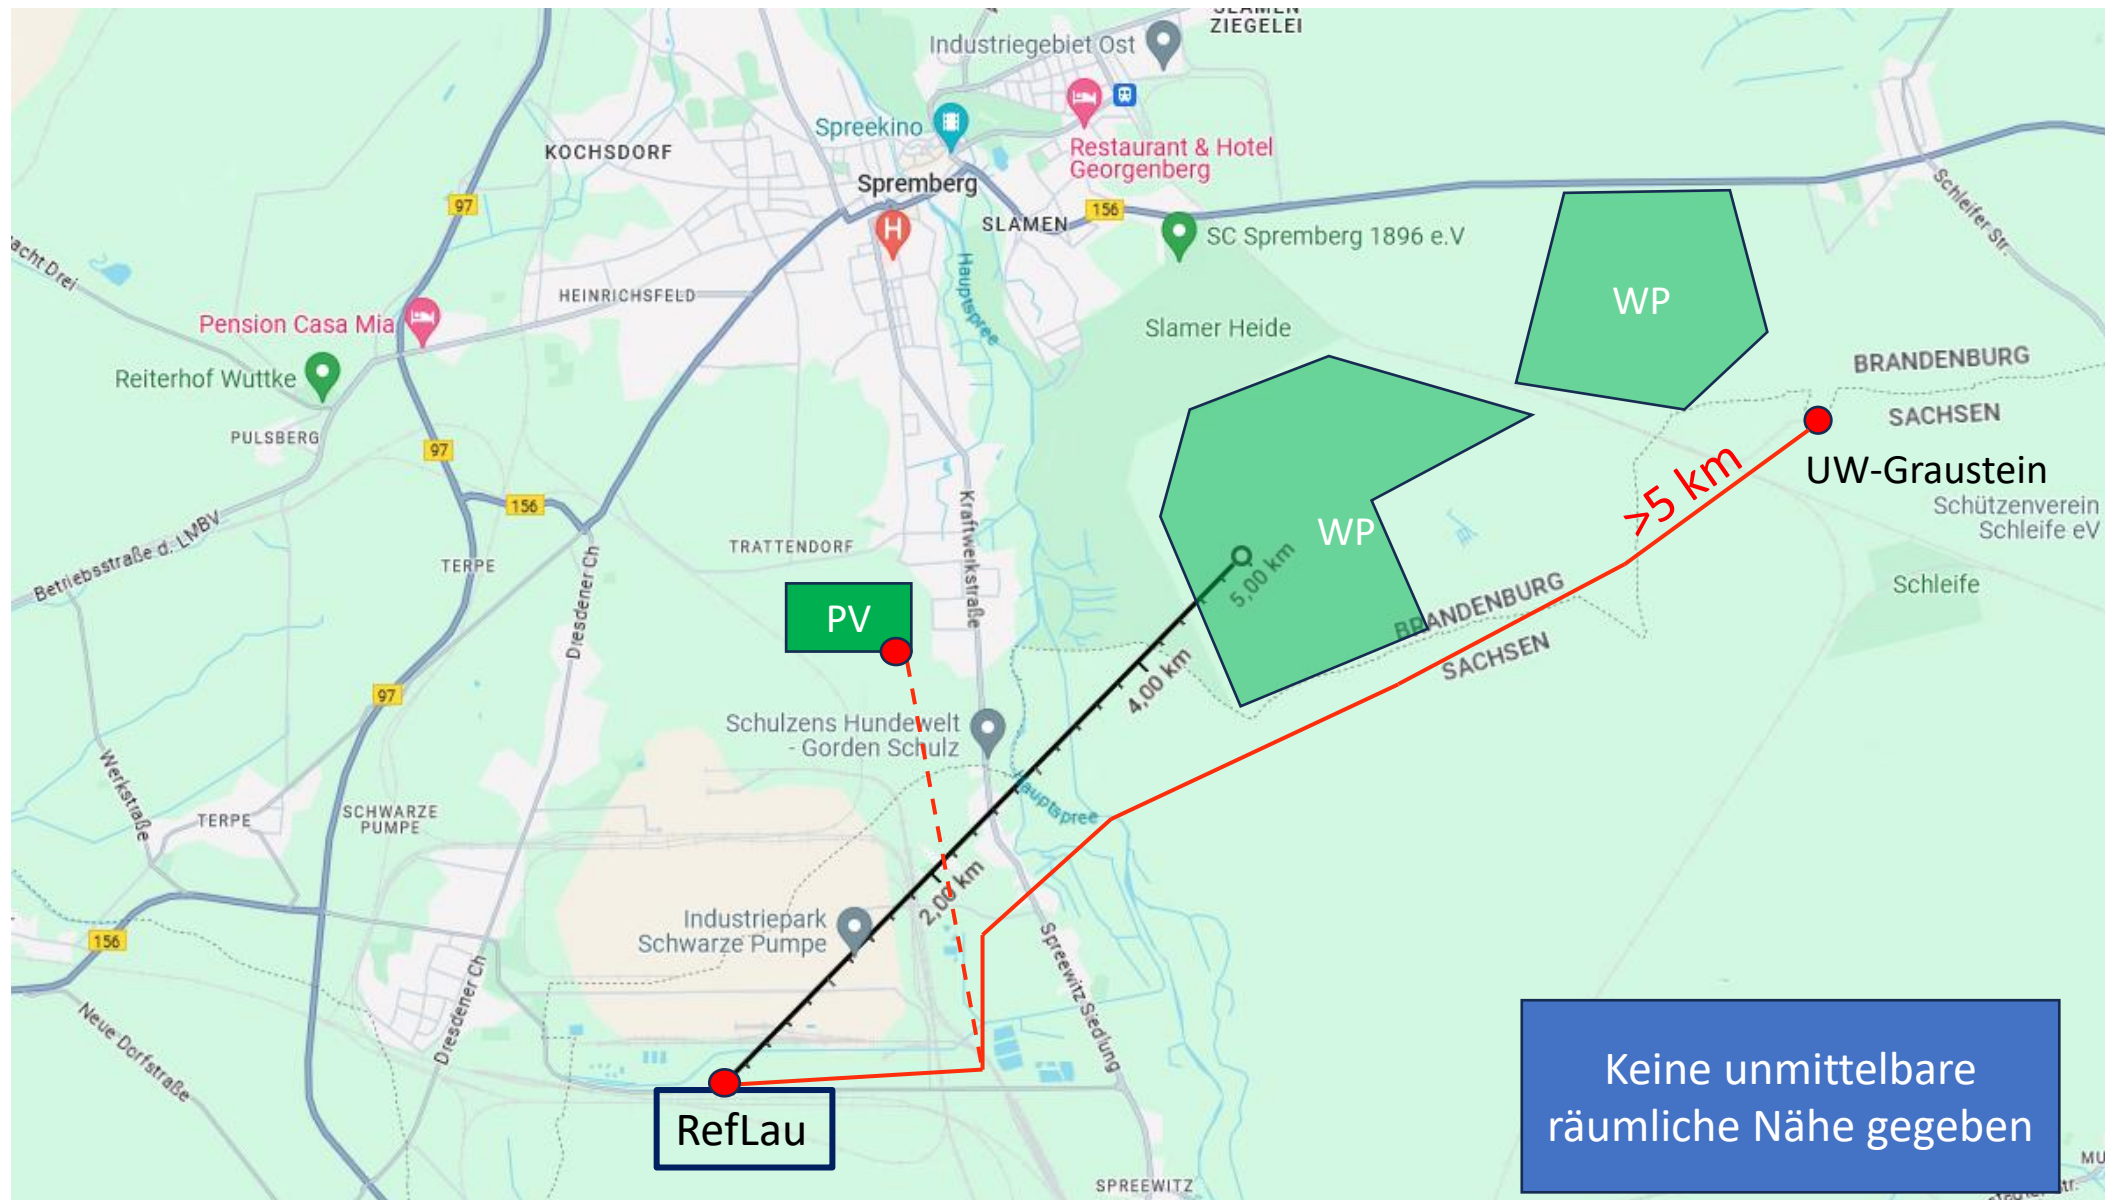 SLAMEN
ZIEGELEI
Industriegebiet Ost
Spreekino
KOCHSDORF
Restaurant & Hotel
Georgenberg
Spremberg
97
156
SLAMEN
SC Spremberg 1896 e.V
Schleifer Str.
Hauptspree
HEINRICHSFELD
WP
Pension Casa Mia
Slamer Heide
BRANDENBURG
Reiterhof Wuttke
SACHSEN
PULSBERG
97
UW-Graustein
>5 km
156
Kraftwerkstraße
Schützenverein
Schleife eV
Betriebsstraße d. LMBV
TRATTENDORF
WP
TERPE
5,00 km
Schleife
Dresdener Ch
PV
BRANDENBURG
SACHSEN
97
4,00 km
Schulzens Hundewelt
- Gorden Schulz
Werkstraße
Hauptspree
TERPE
SCHWARZE
PUMPE
2,00 km
Industriepark
Schwarze Pumpe
156
Spreewitz Siedlung
Dresdener Ch
Neue Dorfstraße
RefLau
Keine unmittelbare
räumliche Nähe gegeben
SPREEWITZ